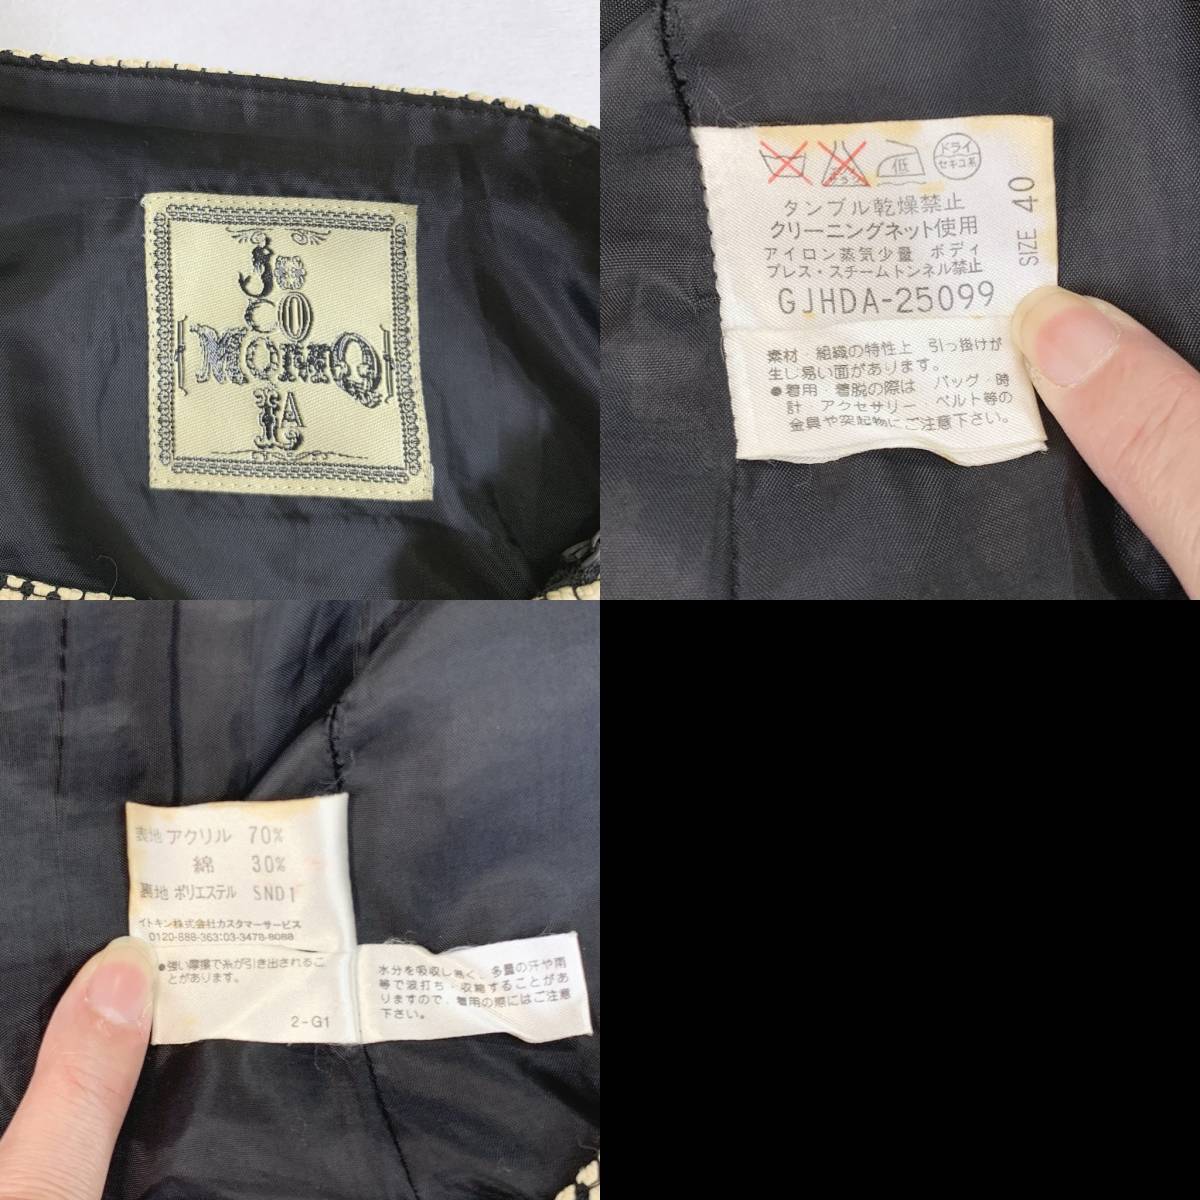 JOCOMOMOLA
ドライ
セキユ系
低
タンブル乾燥禁止
クリーニングネット使用
アイロン蒸気少量 ボディ
プレス・スチームトンネル禁止
GJHDA-25099
SIZE 40
素材・組織の特性上 引っ掛けが
生じ易い面があります。
●着用・着脱の際は バッグ・時
計 アクセサリー ベルト等の
金具や突起物にご注意下さい。
表地 アクリル 70%
綿 30%
裏地 ポリエステル SND1
イトキン株式会社カスタマーサービス
0120-888-363:03-3478-8088
●強い摩擦で糸が引き出されるこ
とがあります。
2-G1
水分を吸収し易く、多量の汗や雨
等で波打ち・収縮することがあ
りますので、着用の際にはご注意
下さい。